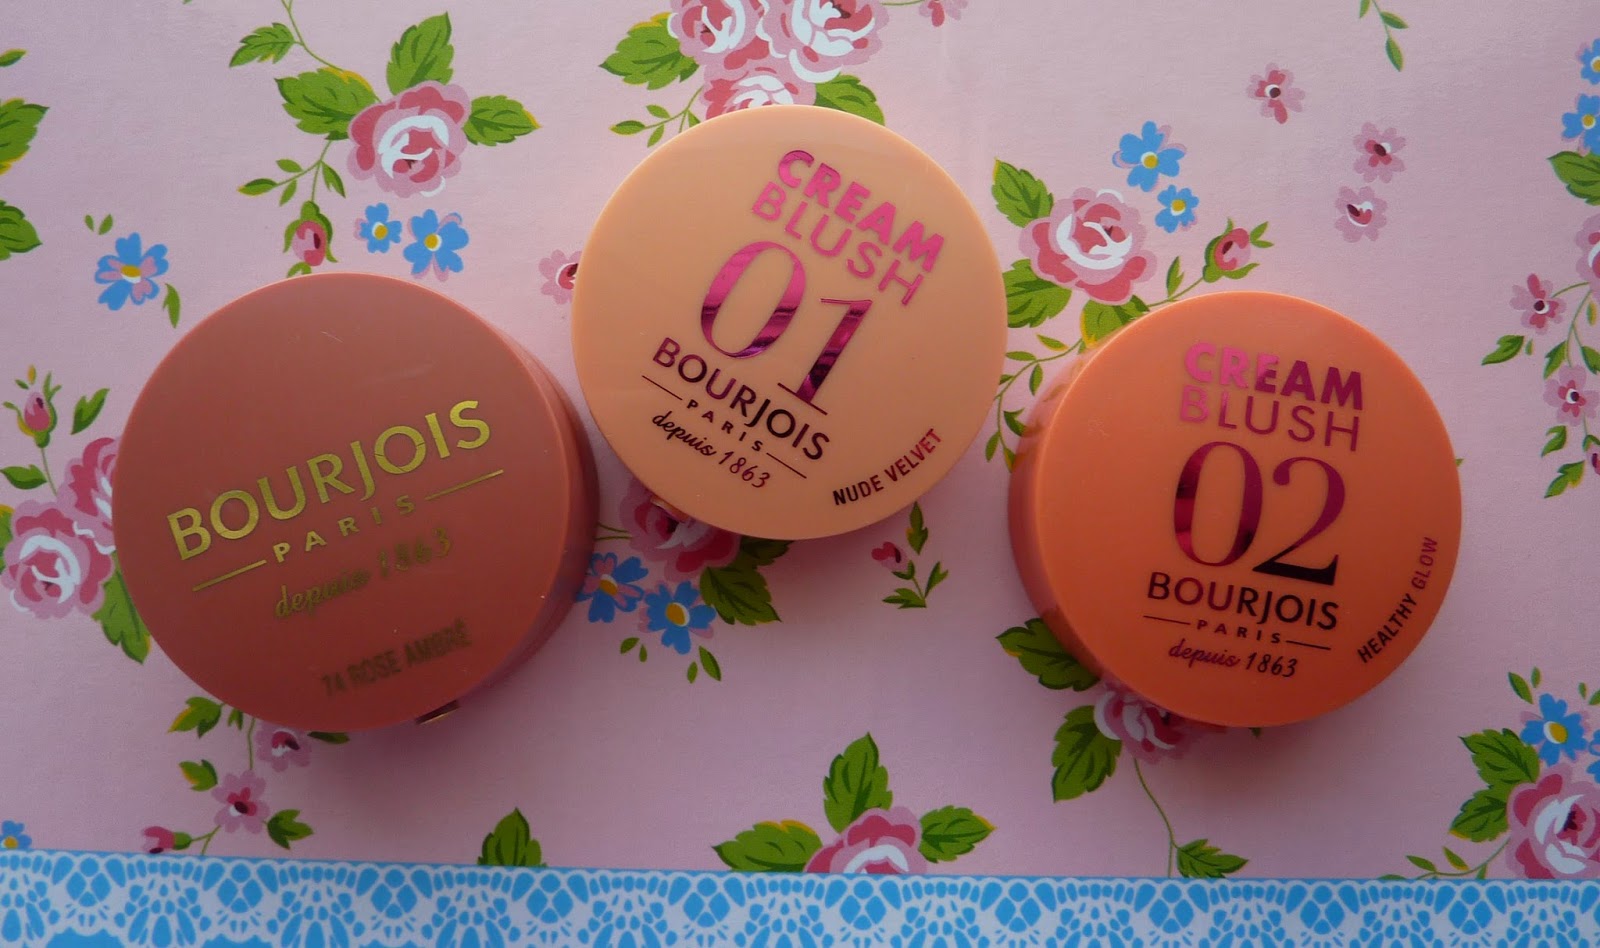 BOURJOIS
PARIS
depuis 1863
74 ROSE AMBRÉ
CREAM
BLUSH
01
BOURJOIS
PARIS
depuis 1863
NUDE VELVET
CREAM
BLUSH
02
BOURJOIS
PARIS
depuis 1863
HEALTHY GLOW